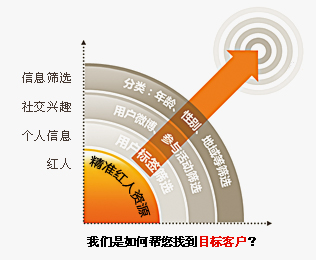 信息筛选
社交兴趣
个人信息
红人
分类：年龄、性别、地域等筛选
用户微博 参与活动筛选
用户标签筛选
精准红人资源
我们是如何帮您找到目标客户？